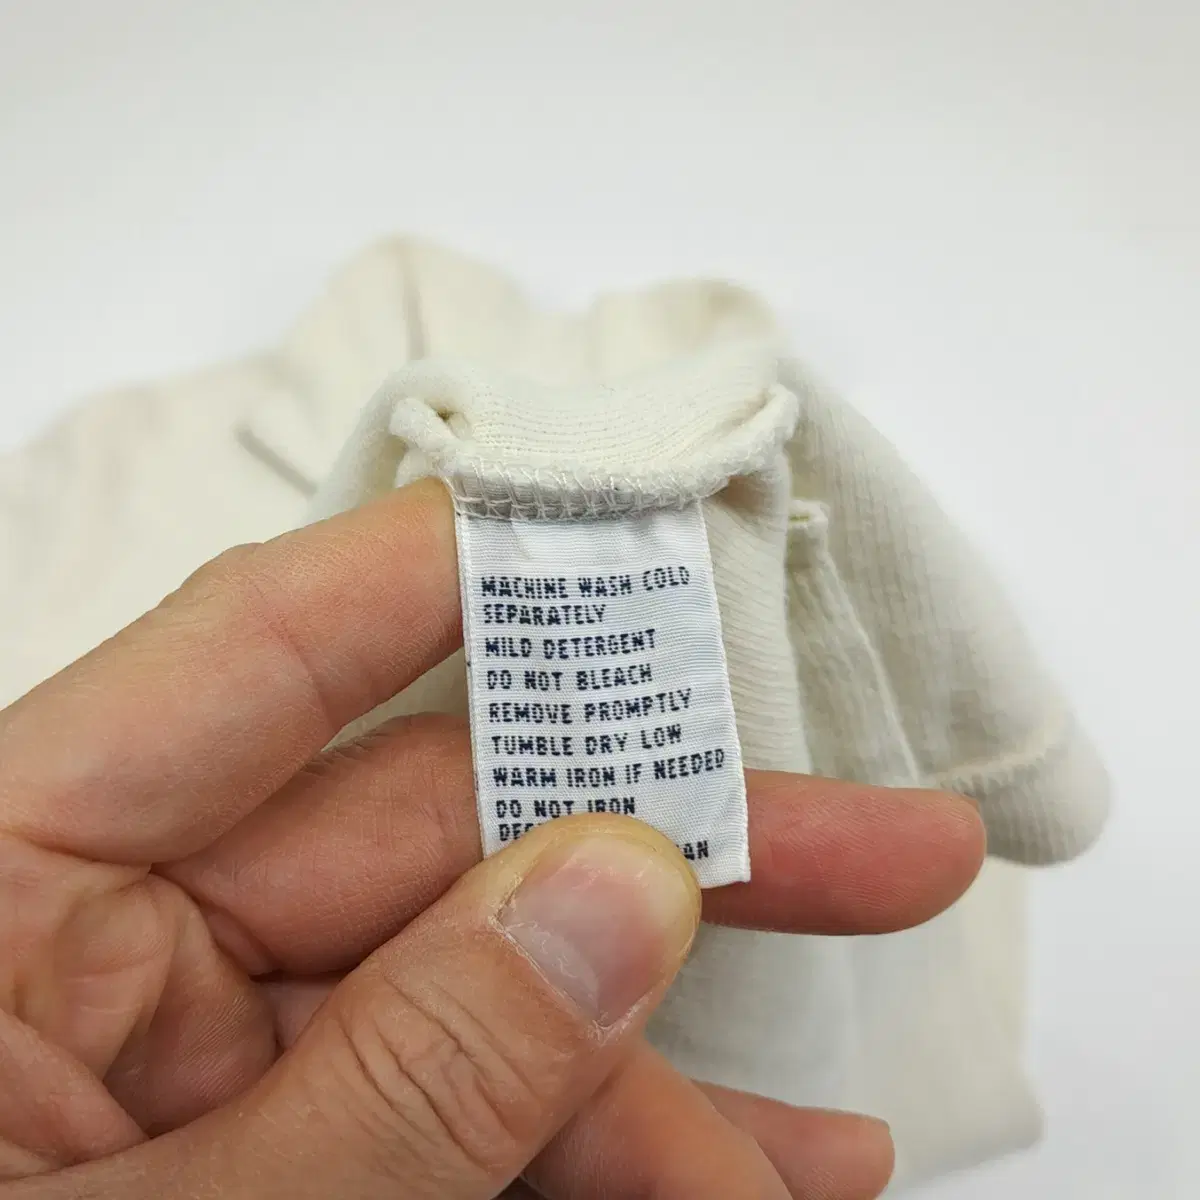 MACHINE WASH COLD
SEPARATELY
MILD DETERGENT
DO NOT BLEACH
REMOVE PROMPTLY
TUMBLE DRY LOW
WARM IRON IF NEEDED
DO NOT IRON